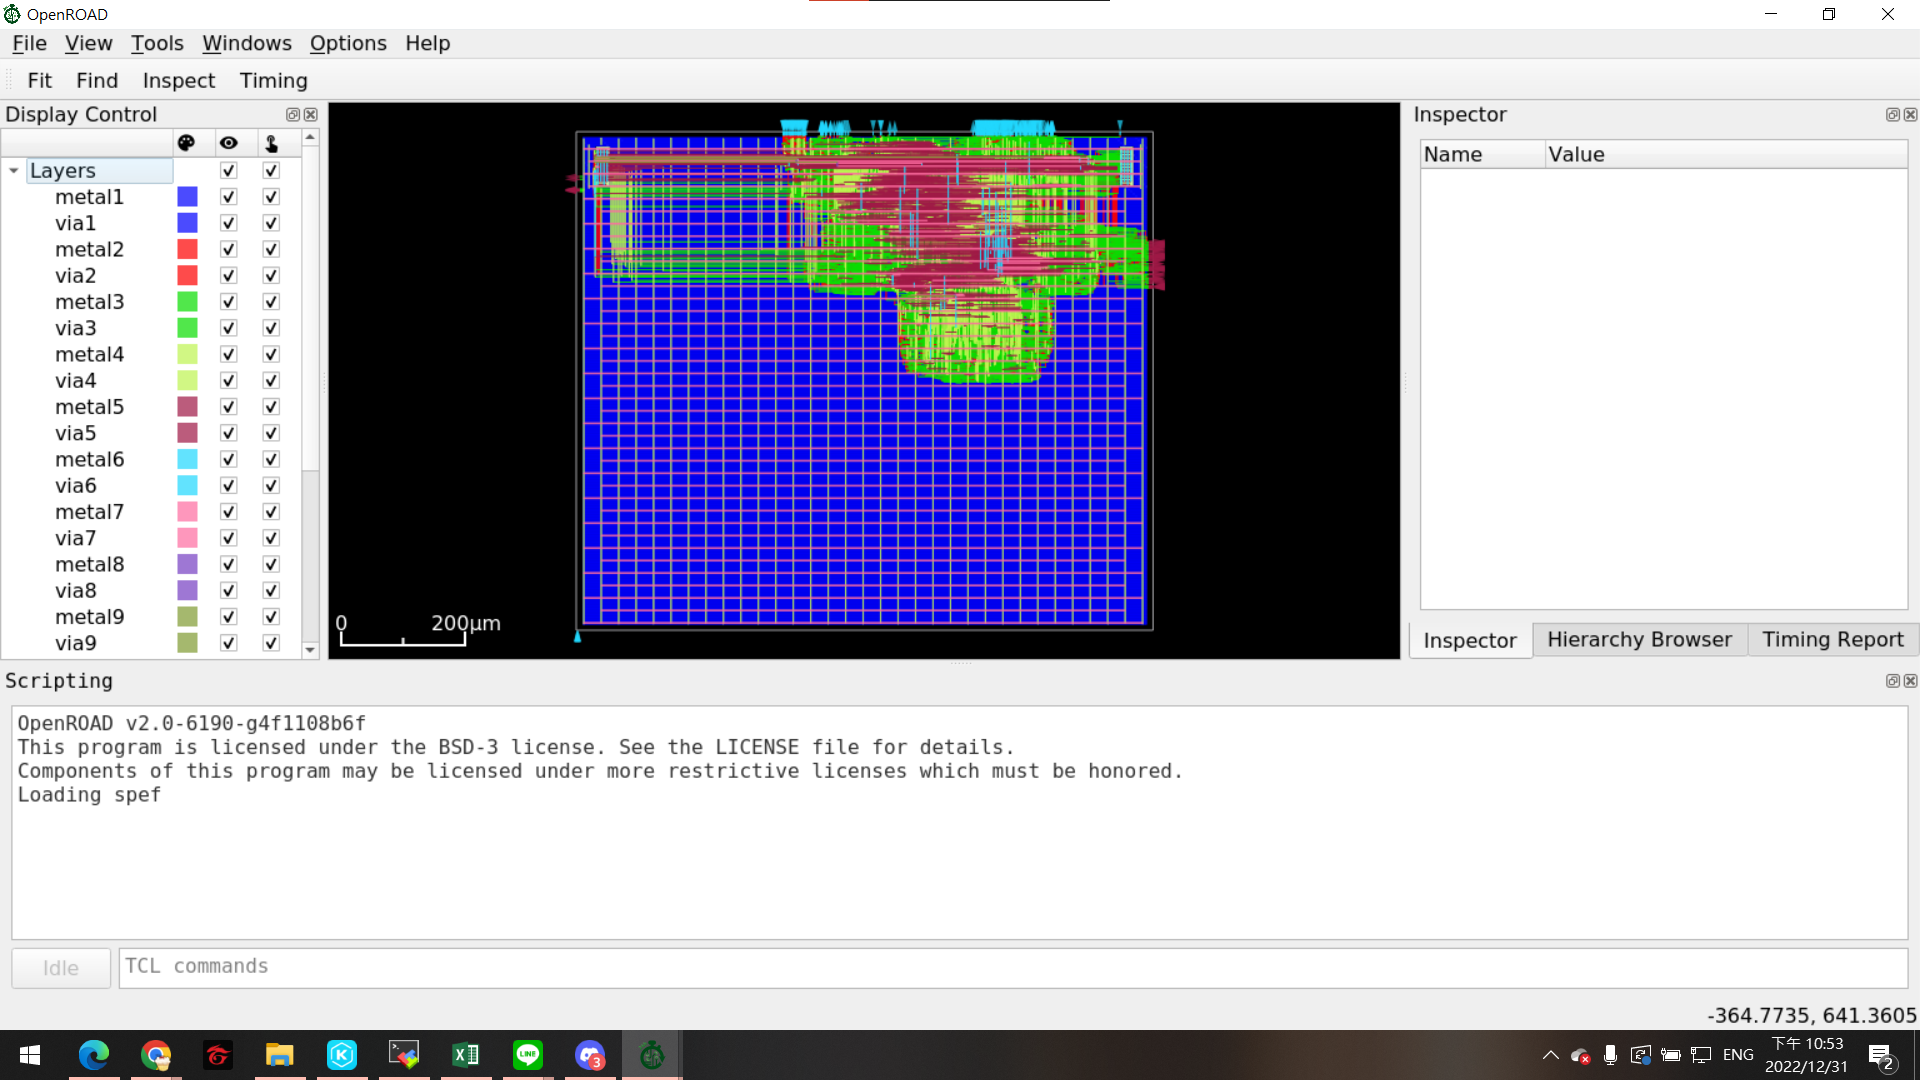 OpenROAD
File View Tools Windows Options Help
Fit Find Inspect Timing
Display Control
Layers
metal1
via1
metal2
via2
metal3
via3
metal4
via4
metal5
via5
metal6
via6
metal7
via7
metal8
via8
metal9
via9
0 200μm
Inspector
Name Value
Inspector Hierarchy Browser Timing Report
Scripting
OpenROAD v2.0-6190-g4f1108b6f
This program is licensed under the BSD-3 license. See the LICENSE file for details.
Components of this program may be licensed under more restrictive licenses which must be honored.
Loading spef
Idle TCL commands
-364.7735, 641.3605
K
X
LINE
3
ENG
下午 10:53
2022/12/31
2